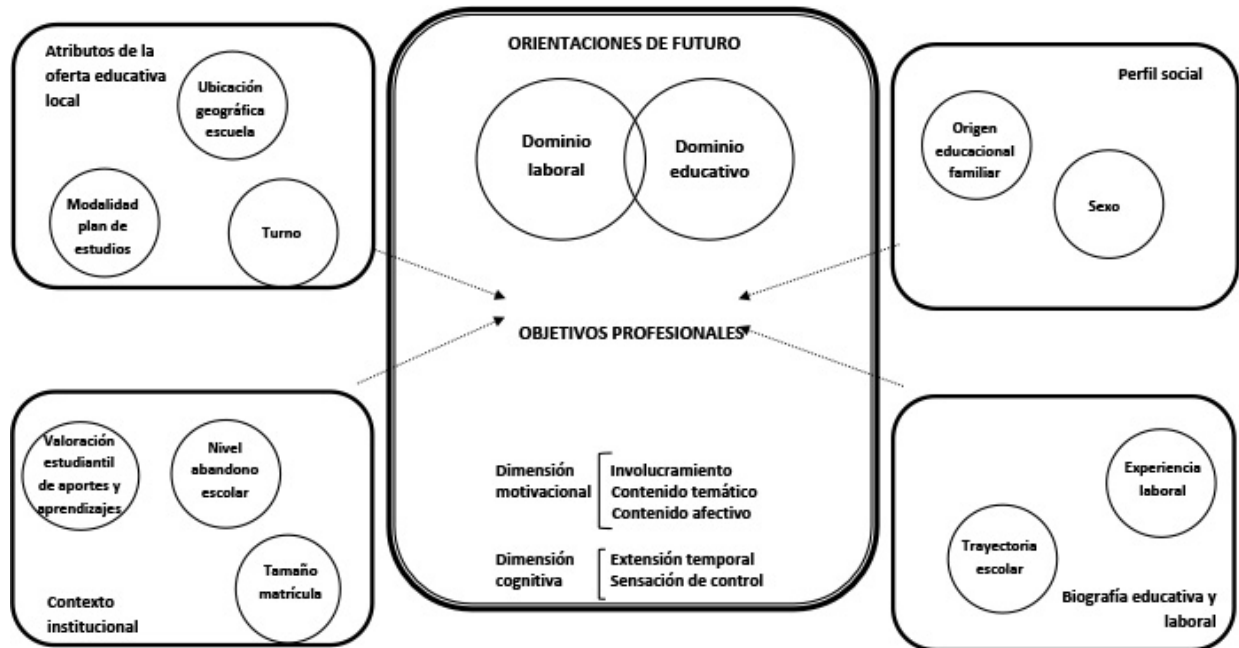 Atributos de la
oferta educativa
local
Ubicación
geográfica
escuela
Modalidad
plan de
estudios
Turno
ORIENTACIONES DE FUTURO
Dominio
laboral
Dominio
educativo
OBJETIVOS PROFESIONALES
Dimensión
motivacional
Involucramiento
Contenido temático
Contenido afectivo
Dimensión
cognitiva
Extensión temporal
Sensación de control
Perfil social
Origen
educacional
familiar
Sexo
Valoración
estudiantil
de aportes y
aprendizajes
Nivel
abandono
escolar
Tamaño
matrícula
Contexto
institucional
Experiencia
laboral
Trayectoria
escolar
Biografía educativa y
laboral